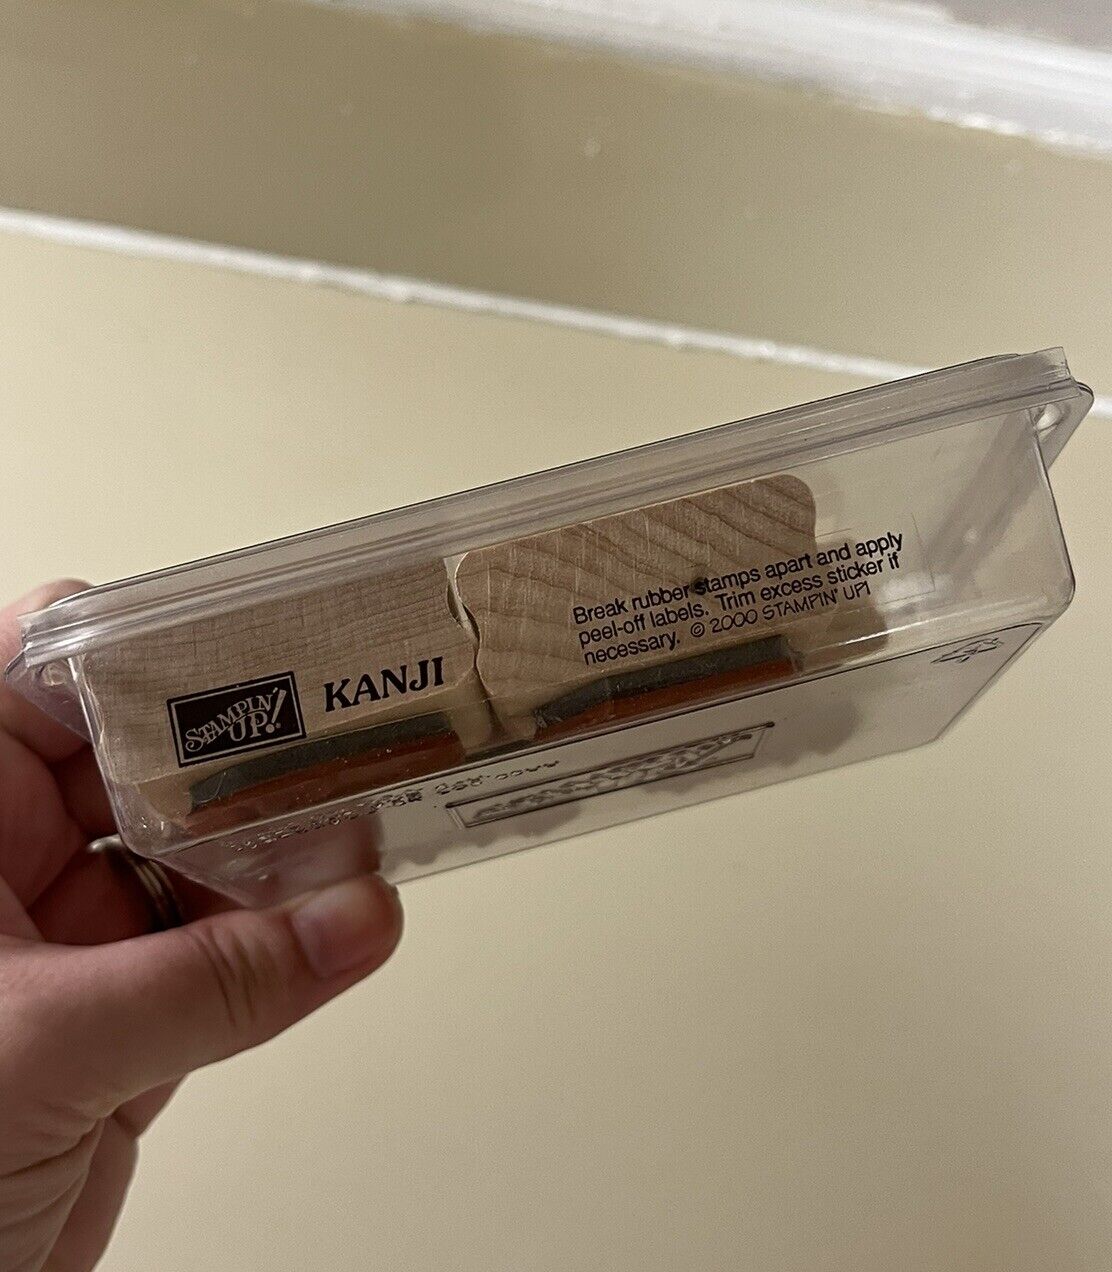 STAMPIN'
UP!
KANJI
Break rubber stamps apart and apply
peel-off labels. Trim excess sticker if
necessary. © 2000 STAMPIN' UP!